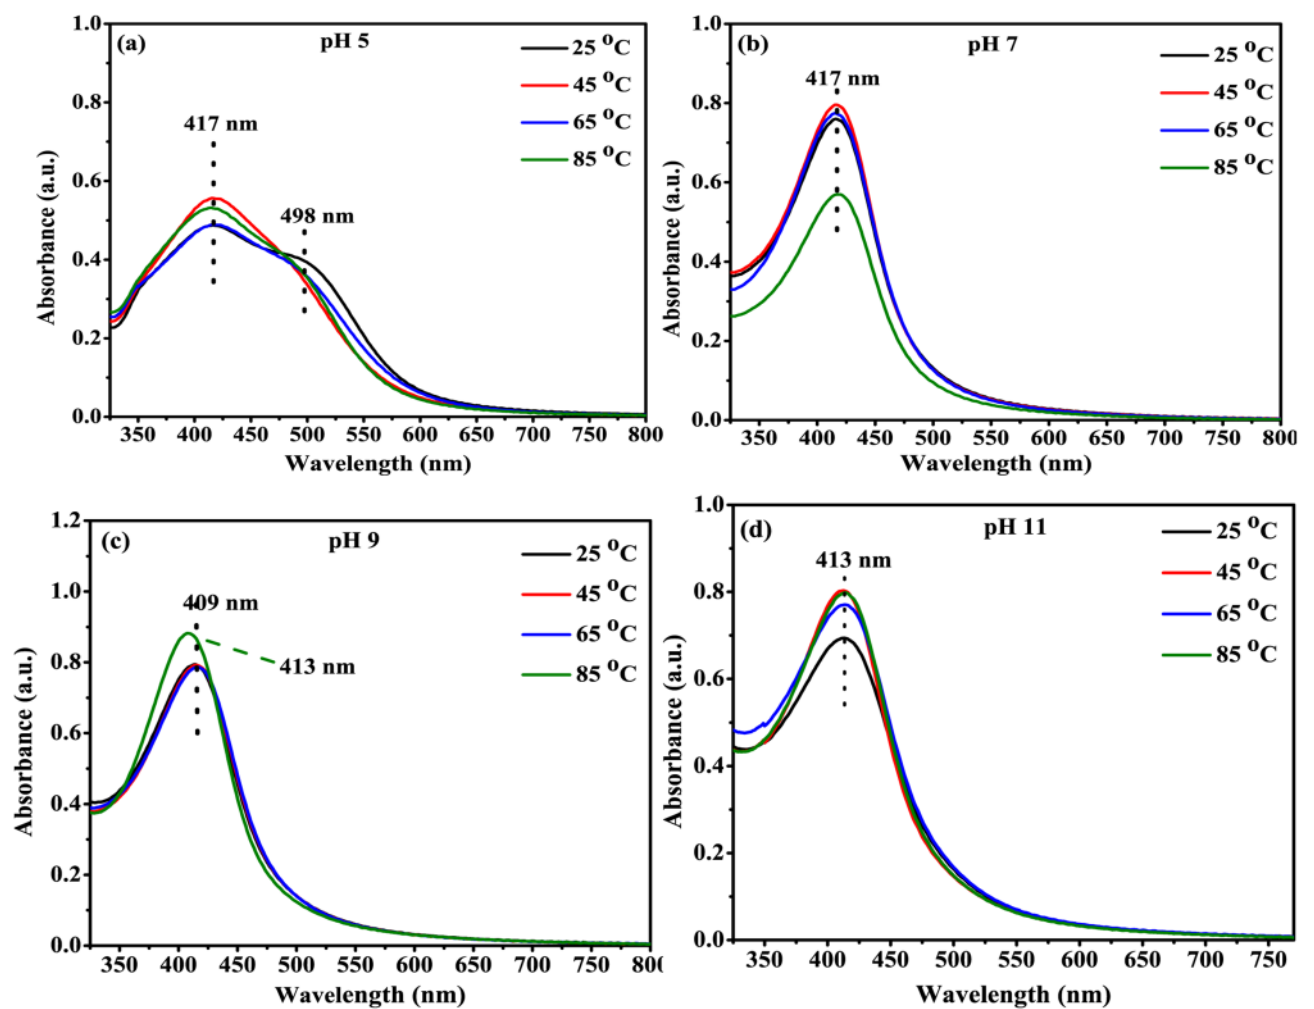 (a)
pH 5
25 °C
45 °C
65 °C
85 °C
417 nm
498 nm
1.0
0.8
0.6
0.4
0.2
0.0
Absorbance (a.u.)
350 400 450 500 550 600 650 700 750 800
Wavelength (nm)
(b)
pH 7
25 °C
45 °C
65 °C
85 °C
417 nm
1.0
0.8
0.6
0.4
0.2
0.0
Absorbance (a.u.)
350 400 450 500 550 600 650 700 750 800
Wavelength (nm)
(c)
pH 9
25 °C
45 °C
65 °C
85 °C
409 nm
413 nm
1.2
1.0
0.8
0.6
0.4
0.2
0.0
Absorbance (a.u.)
350 400 450 500 550 600 650 700 750 800
Wavelength (nm)
(d)
pH 11
25 °C
45 °C
65 °C
85 °C
413 nm
1.0
0.8
0.6
0.4
0.2
0.0
Absorbance (a.u.)
350 400 450 500 550 600 650 700 750
Wavelength (nm)